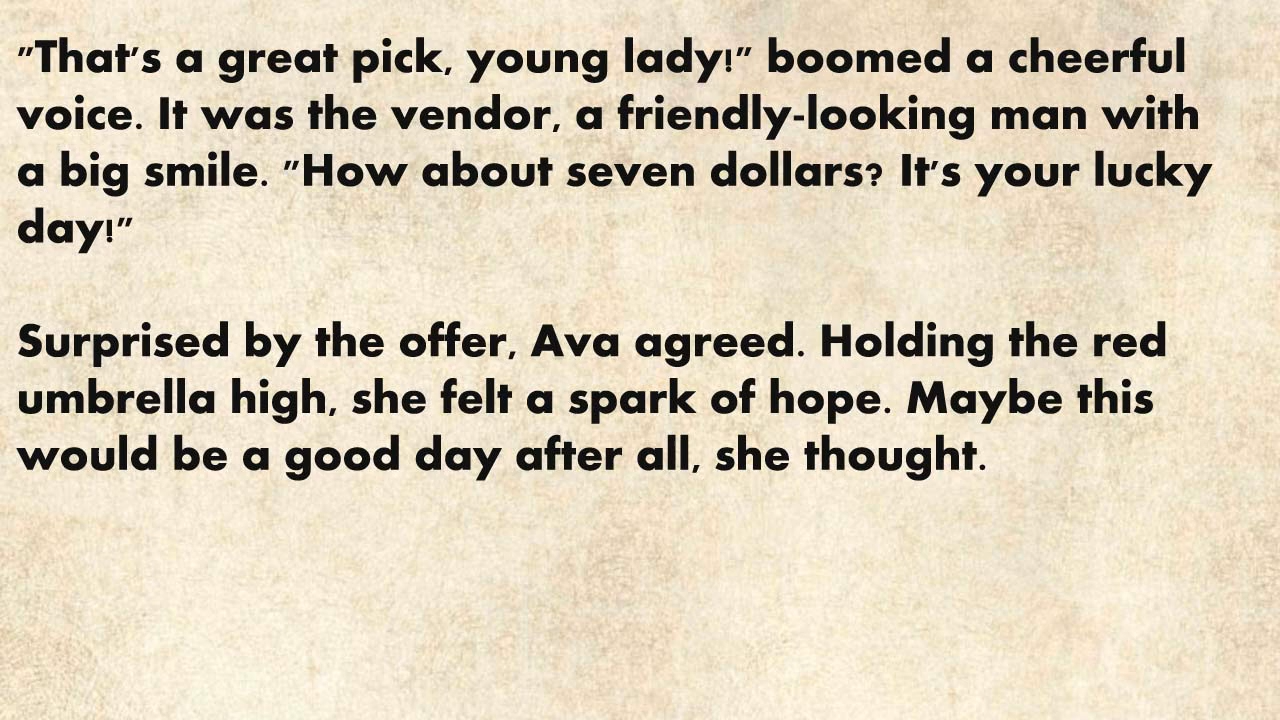 "That's a great pick, young lady!" boomed a cheerful
voice. It was the vendor, a friendly-looking man with
a big smile. "How about seven dollars? It's your lucky
day!"
Surprised by the offer, Ava agreed. Holding the red
umbrella high, she felt a spark of hope. Maybe this
would be a good day after all, she thought.